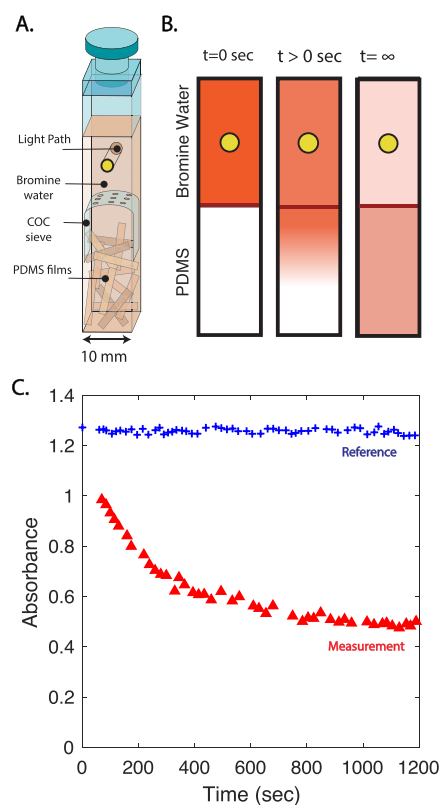 A.
Light Path
Bromine
water
COC
sieve
PDMS films
10 mm
B.
t=0 sec
t > 0 sec
t= ∞
Bromine Water
PDMS
C.
1.4
1.2
1
0.8
0.6
0.4
0.2
0
Absorbance
Reference
Measurement
0
200
400
600
800
1000
1200
Time (sec)